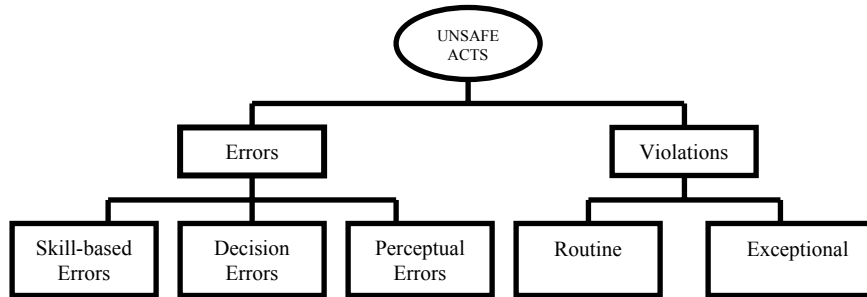 UNSAFE
ACTS
Errors
Violations
Skill-based
Errors
Decision
Errors
Perceptual
Errors
Routine
Exceptional